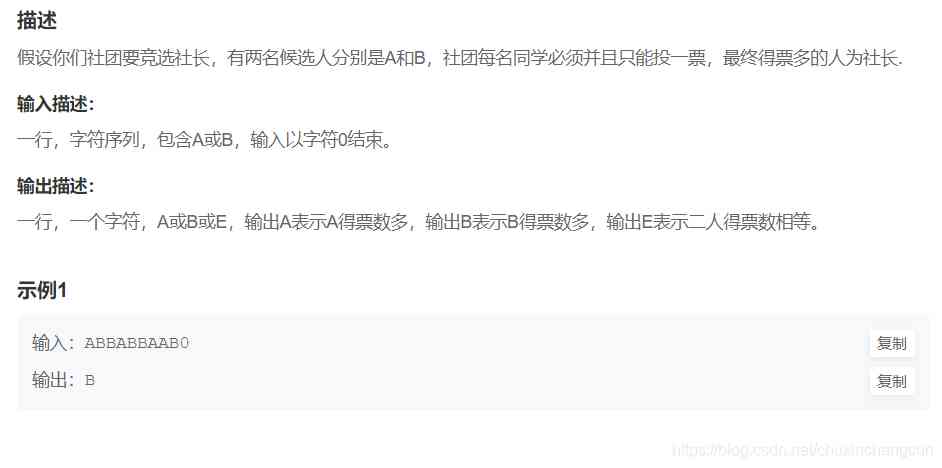 描述
假设你们社团要竞选社长，有两名候选人分别是A和B，社团每名同学必须并且只能投一票，最终得票多的人为社长.
输入描述：
一行，字符序列，包含A或B，输入以字符0结束。
输出描述：
一行，一个字符，A或B或E，输出A表示A得票数多，输出B表示B得票数多，输出E表示二人得票数相等。
示例1
输入：ABBABBAAB0 复制
输出：B 复制